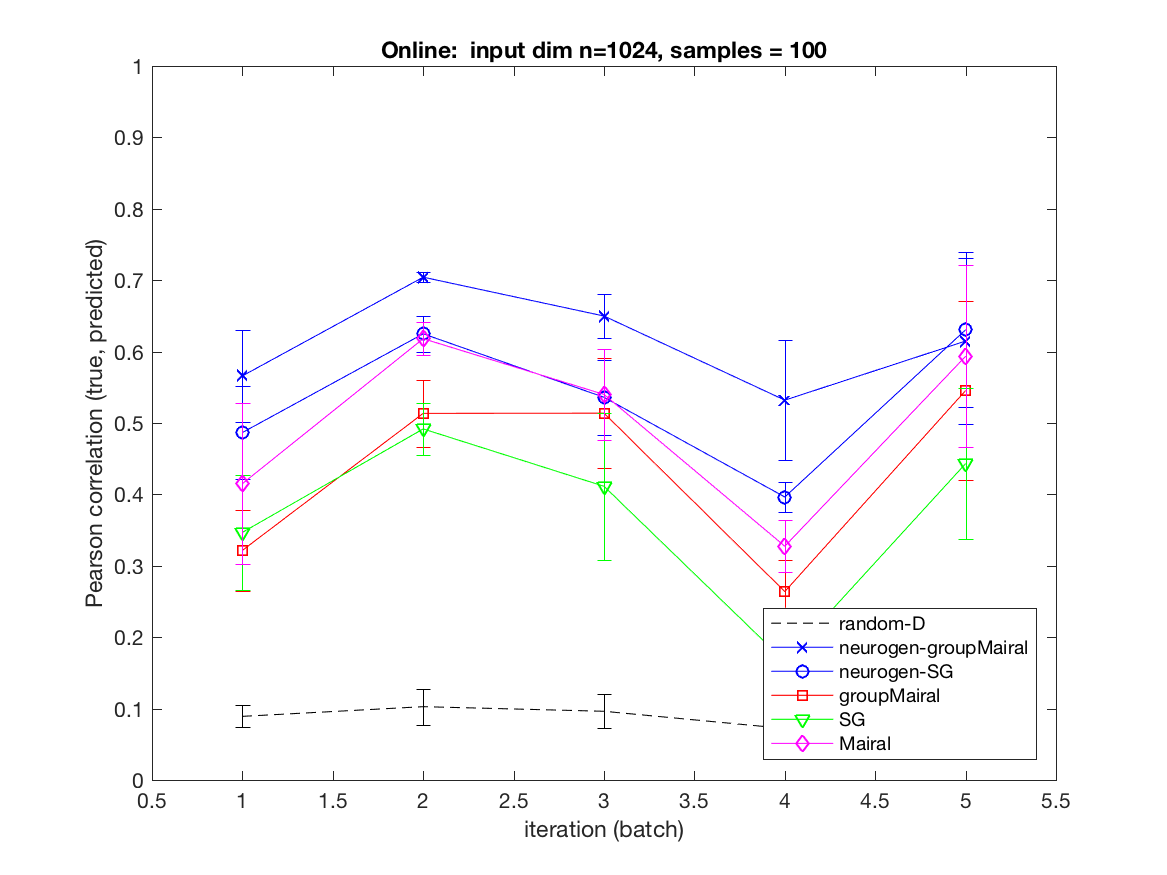 Online:  input dim n=1024, samples = 100
Pearson correlation (true, predicted)
1
0.9
0.8
0.7
0.6
0.5
0.4
0.3
0.2
0.1
0
random-D
neurogen-groupMairal
neurogen-SG
groupMairal
SG
Mairal
0.5 1 1.5 2 2.5 3 3.5 4 4.5 5 5.5
iteration (batch)